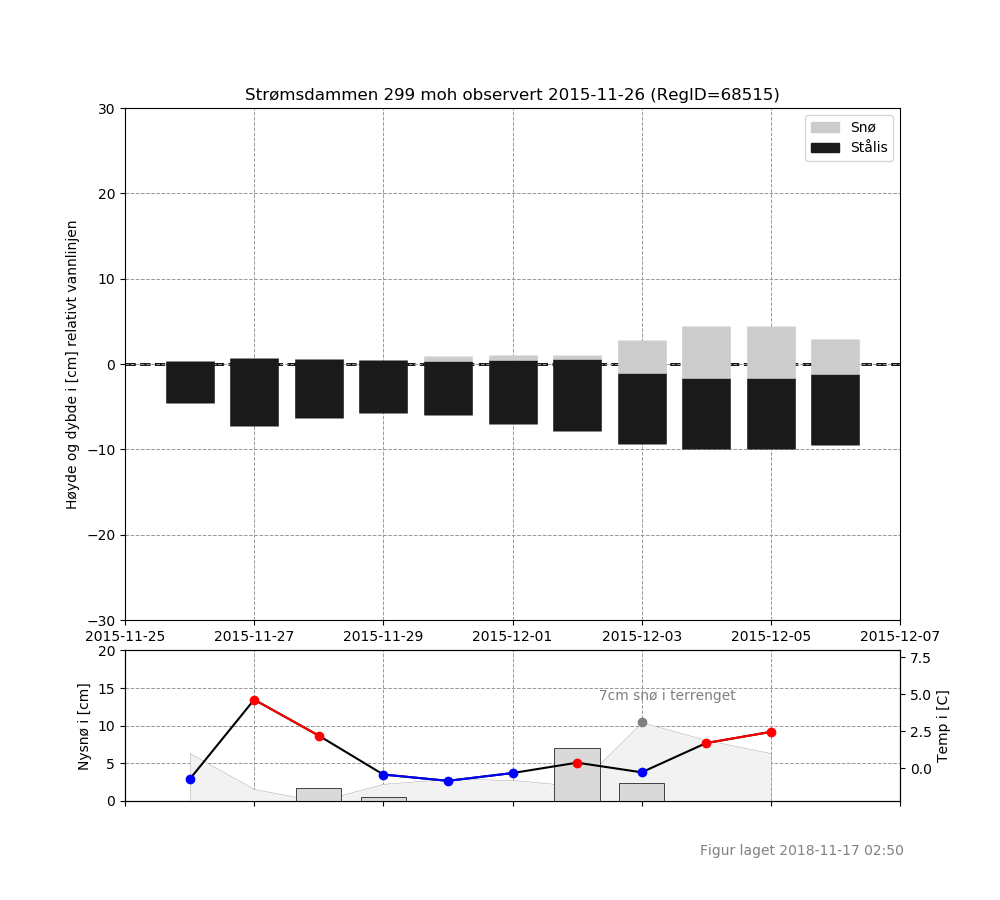 Strømsdammen 299 moh observert 2015-11-26 (RegID=68515)
Høyde og dybde i [cm] relativt vannlinjen
30
20
10
0
−10
−20
−30
Snø
Stålis
2015-11-25 2015-11-27 2015-11-29 2015-12-01 2015-12-03 2015-12-05 2015-12-07
Nysnø i [cm]
20
15
10
5
0
7cm snø i terrenget
7.5
5.0
2.5
0.0
Temp i [C]
Figur laget 2018-11-17 02:50